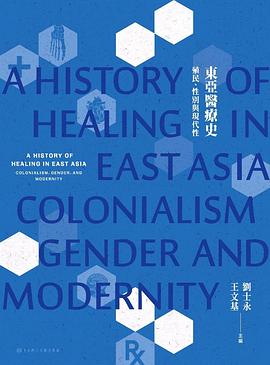 A HISTORY OF
HEALING IN
EAST ASIA
COLONIALISM
GENDER AND
MODERNITY
東亞醫療史
殖民、性別與現代性
A HISTORY OF
HEALING IN EAST ASIA
COLONIALISM, GENDER, AND
MODERNITY
劉士永
王文基
主編
Rx